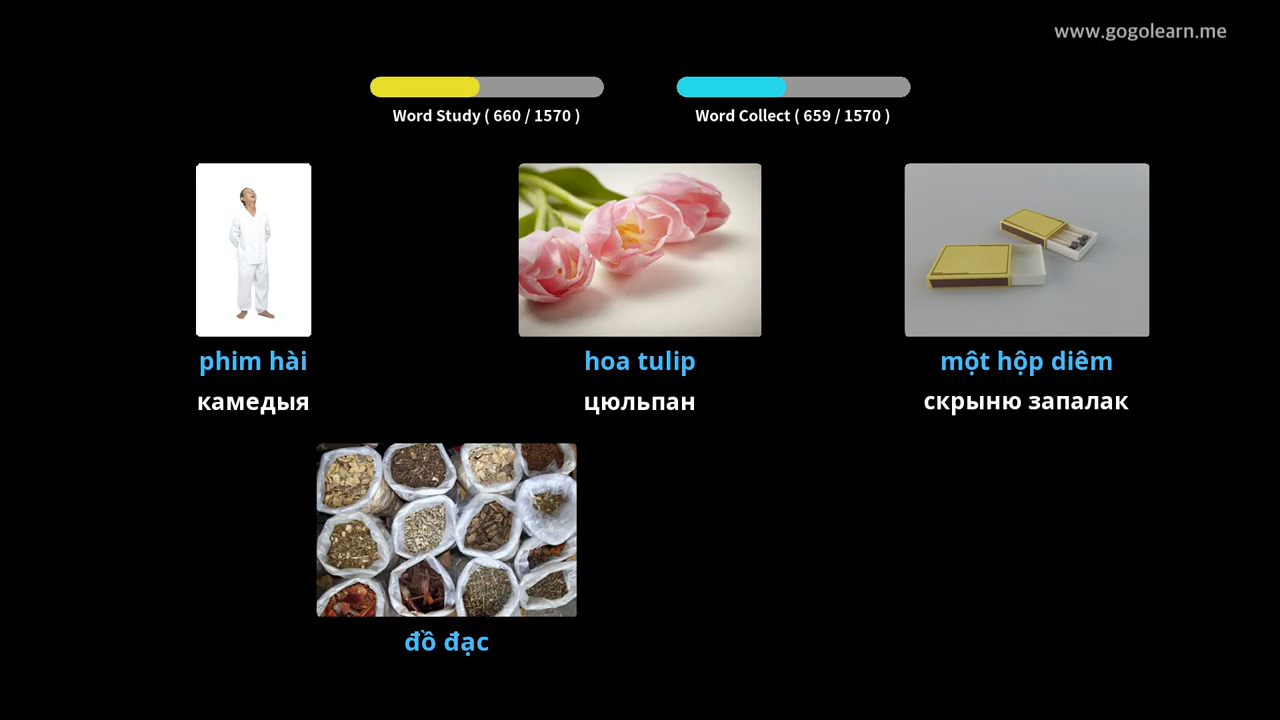 www.gogolearn.me
Word Study ( 660 / 1570 )
Word Collect ( 659 / 1570 )
phim hài
hoa tulip
một hộp diêm
камедыя
цюльпан
скрыню запалак
đồ đạc